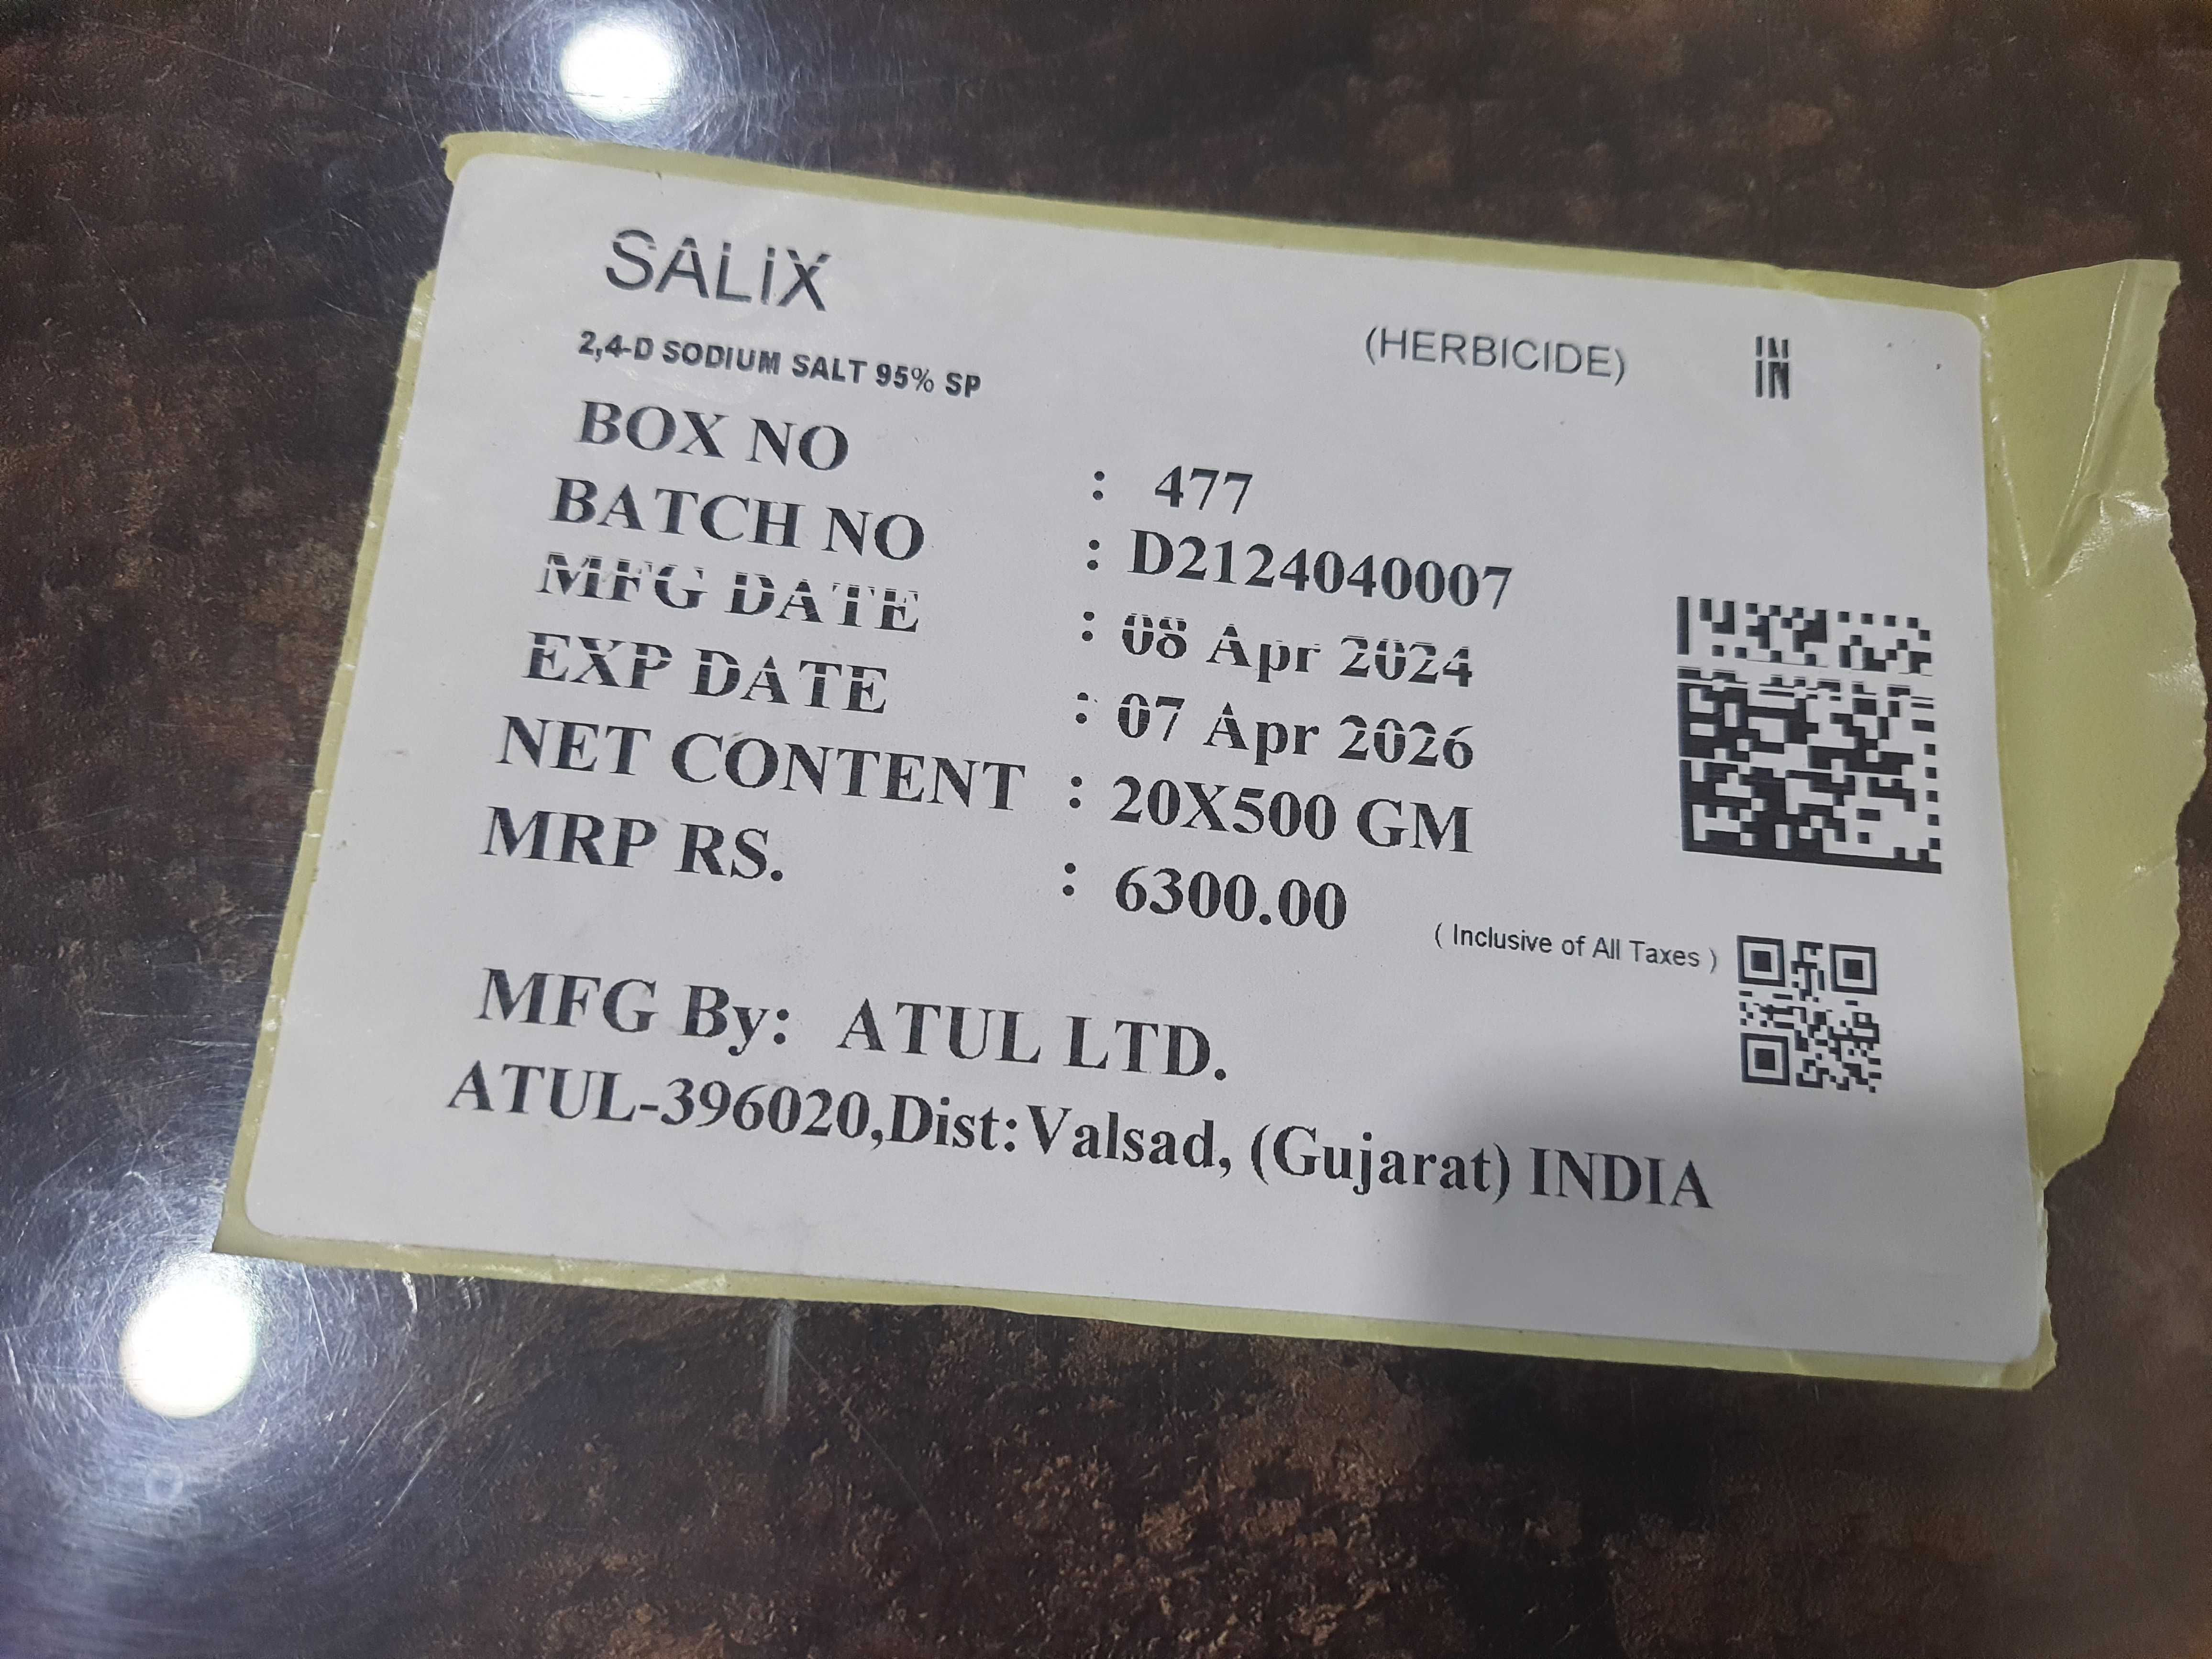 SALiX
2,4-D SODIUM SALT 95% SP (HERBICIDE) IN
IN
BOX NO : 477
BATCH NO : D2124040007
MFG DATE : 08 Apr 2024
EXP DATE : 07 Apr 2026
NET CONTENT : 20X500 GM
MRP RS. : 6300.00 ( Inclusive of All Taxes )
MFG By: ATUL LTD.
ATUL-396020,Dist:Valsad, (Gujarat) INDIA